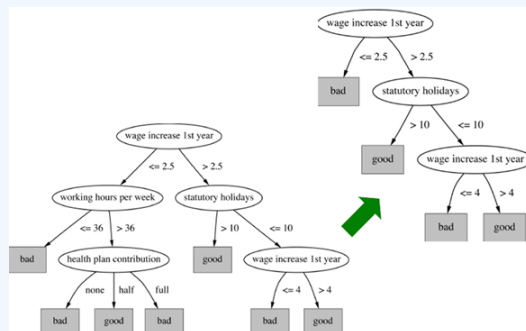 wage increase 1st year
<= 2.5 > 2.5
bad statutory holidays
> 10 <= 10
good wage increase 1st year
<= 4 > 4
bad good
wage increase 1st year
<= 2.5 > 2.5
working hours per week statutory holidays
<= 36 > 36 > 10 <= 10
bad health plan contribution good wage increase 1st year
none half full <= 4 > 4
bad good bad bad good